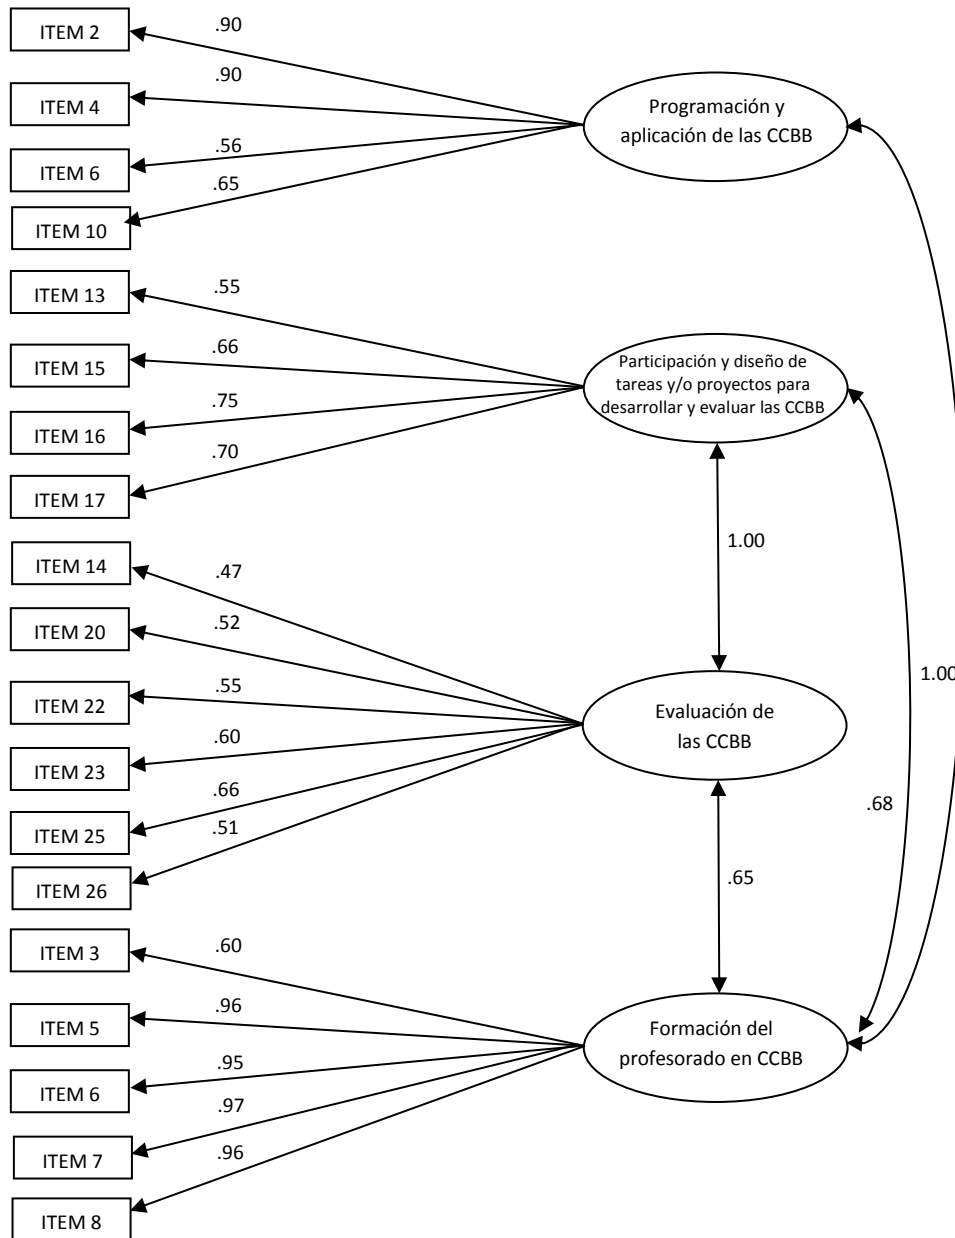 ITEM 2
.90
ITEM 4
.90
ITEM 6
.56
ITEM 10
.65
Programación y
aplicación de las CCBB
ITEM 13
.55
ITEM 15
.66
ITEM 16
.75
ITEM 17
.70
Participación y diseño de
tareas y/o proyectos para
desarrollar y evaluar las CCBB
1.00
ITEM 14
.47
ITEM 20
.52
ITEM 22
.55
ITEM 23
.60
ITEM 25
.66
ITEM 26
.51
Evaluación de
las CCBB
1.00
.68
.65
ITEM 3
.60
ITEM 5
.96
ITEM 6
.95
ITEM 7
.97
ITEM 8
.96
Formación del
profesorado en CCBB